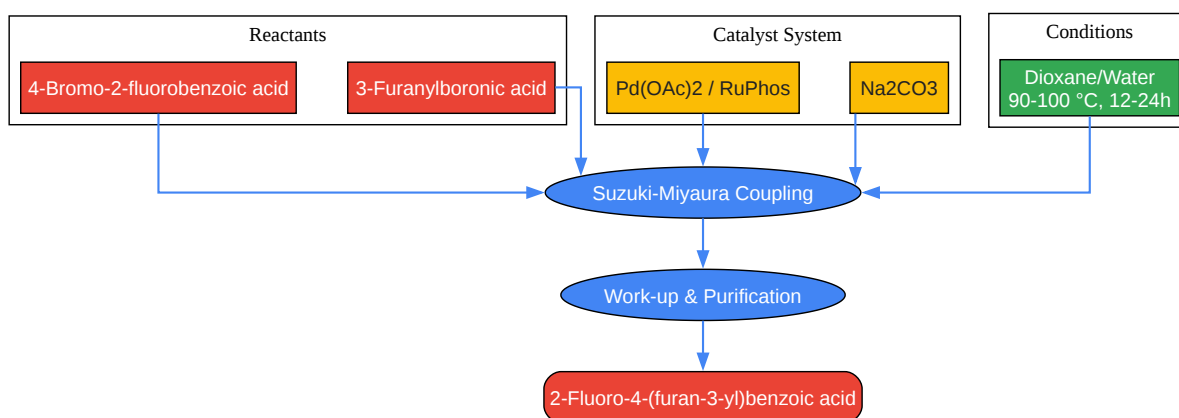 Reactants
Catalyst System
Conditions
4-Bromo-2-fluorobenzoic acid
3-Furanylboronic acid
Pd(OAc)2 / RuPhos
Na2CO3
Dioxane/Water
90-100 °C, 12-24h
Suzuki-Miyaura Coupling
Work-up & Purification
2-Fluoro-4-(furan-3-yl)benzoic acid